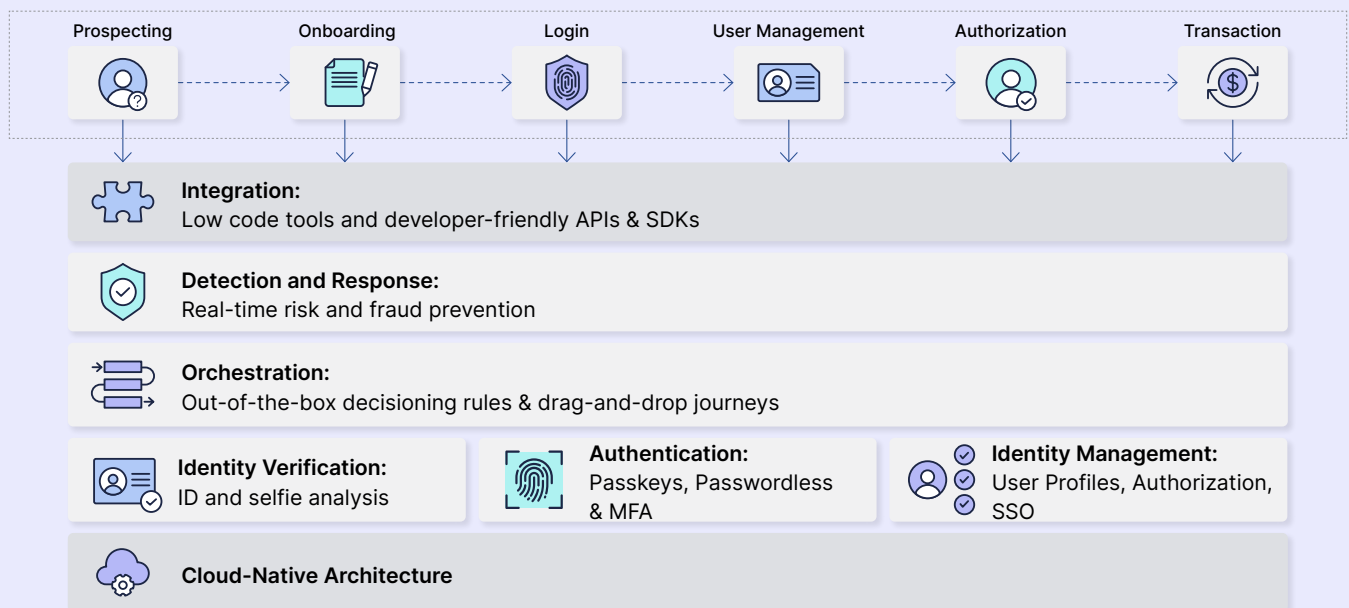 Prospecting
Onboarding
Login
User Management
Authorization
Transaction
?
$
Integration:
Low code tools and developer-friendly APIs & SDKs
Detection and Response:
Real-time risk and fraud prevention
Orchestration:
Out-of-the-box decisioning rules & drag-and-drop journeys
Identity Verification:
ID and selfie analysis
Authentication:
Passkeys, Passwordless
& MFA
Identity Management:
User Profiles, Authorization,
SSO
Cloud-Native Architecture